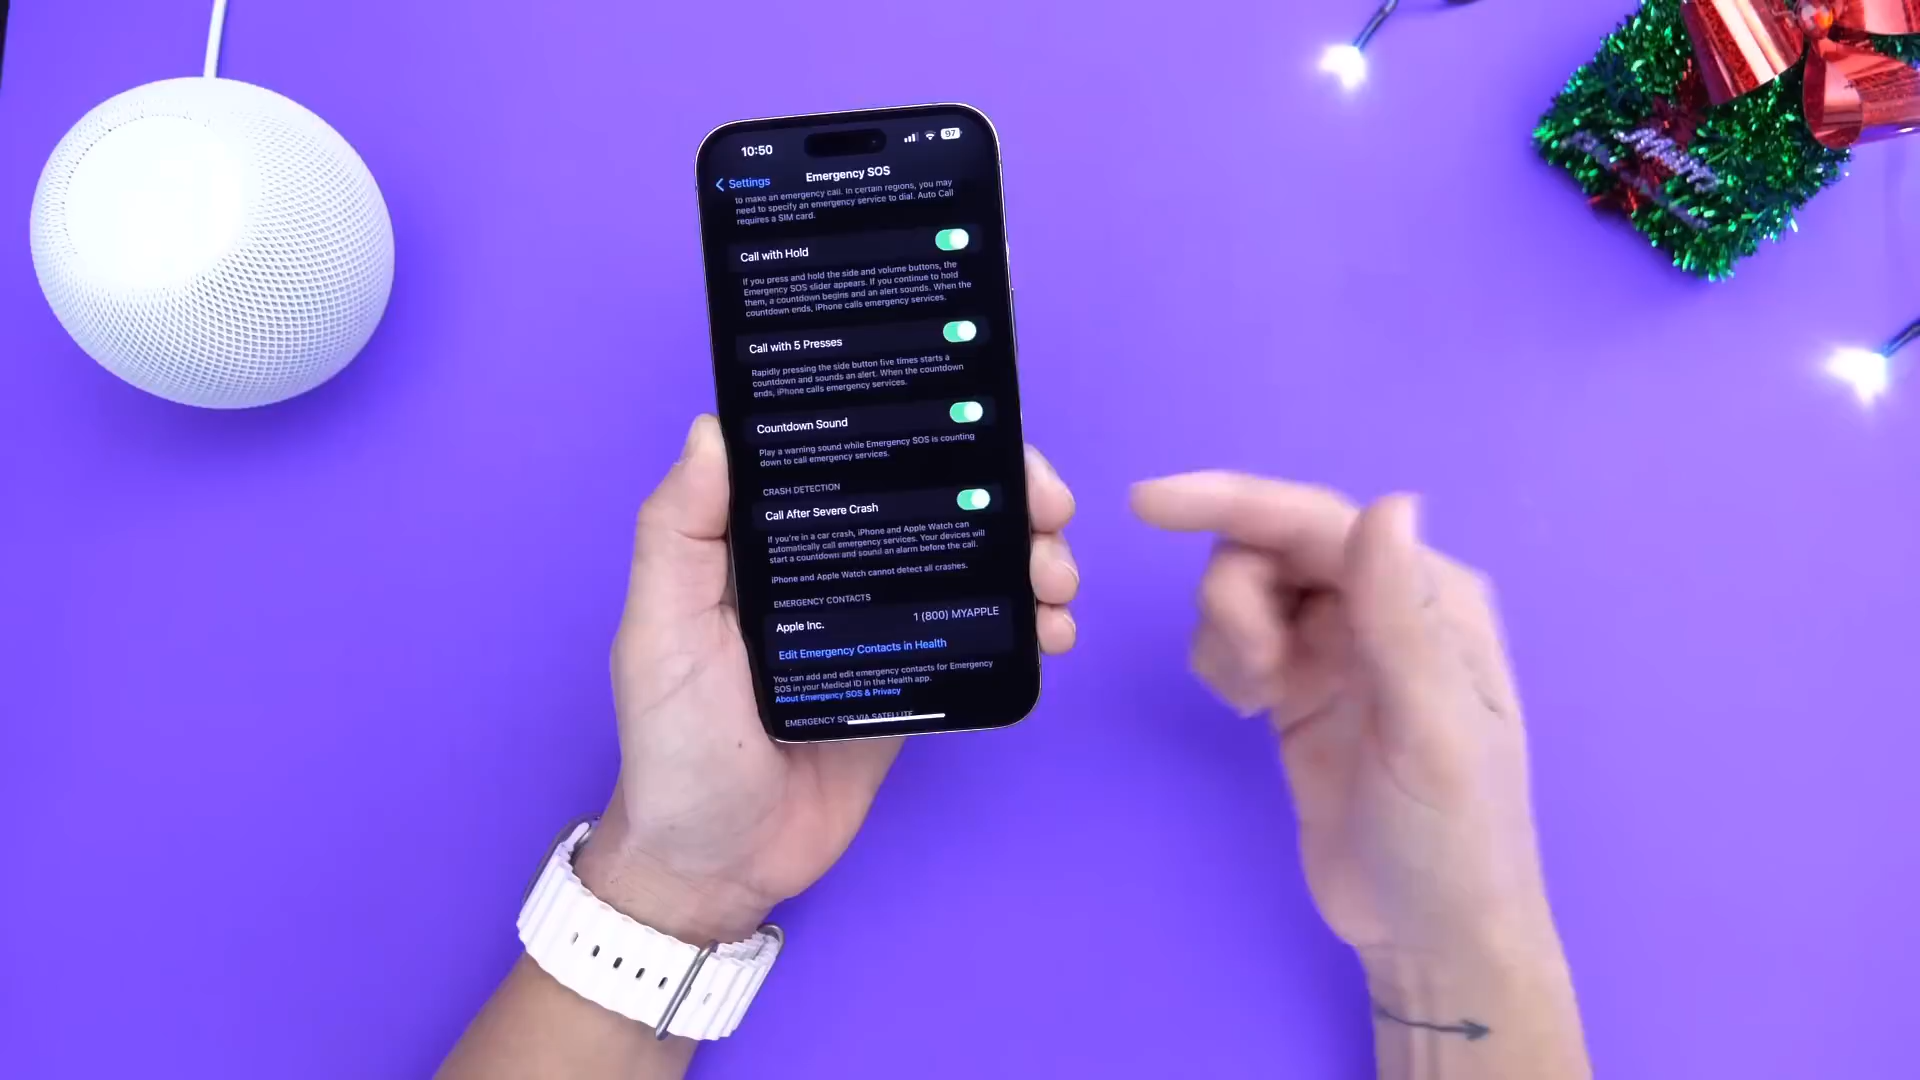 10:50
97
Settings
Emergency SOS
to make an emergency call. In certain regions, you may
need to specify an emergency service to dial. Auto Call
requires a SIM card.
Call with Hold
If you press and hold the side and volume buttons, the
Emergency SOS slider appears. If you continue to hold
them, a countdown begins and an alert sounds. When the
countdown ends, iPhone calls emergency services.
Call with 5 Presses
Rapidly pressing the side button five times starts a
countdown and sounds an alert. When the countdown
ends, iPhone calls emergency services.
Countdown Sound
Play a warning sound while Emergency SOS is counting
down to call emergency services.
CRASH DETECTION
Call After Severe Crash
If you're in a car crash, iPhone and Apple Watch can
automatically call emergency services. Your devices will
start a countdown and sound an alarm before the call.
iPhone and Apple Watch cannot detect all crashes.
EMERGENCY CONTACTS
Apple Inc. 1 (800) MYAPPLE
Edit Emergency Contacts in Health
You can add and edit emergency contacts for Emergency
SOS in your Medical ID in the Health app.
About Emergency SOS & Privacy
EMERGENCY SOS VIA SATELLITE